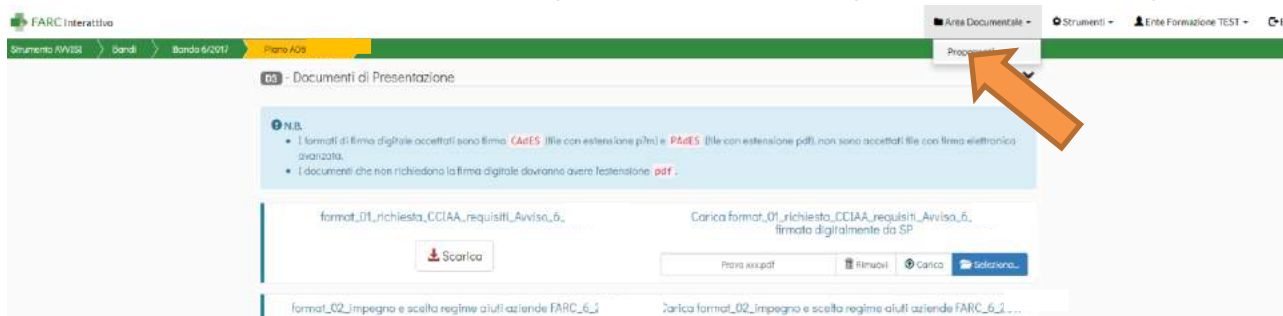 FARC Interattivo
Area Documentale
Strumenti
Ente Formazione TEST
Strumento AVVISI
Bandi
Bando 6/2017
Piano AOS
D3 - Documenti di Presentazione
N.B.
I formati di firma digitale accettati sono firma CAdES (file con estensione p7m) e PAdES (file con estensione pdf), non sono accettati file con firma elettronica
avanzata.
I documenti che non richiedono la firma digitale dovranno avere l'estensione pdf.
format_01_richiesta_CCIAA_requisiti_Avviso_6_
Scarica
Carica format_01_richiesta_CCIAA_requisiti_Avviso_6_
firmato digitalmente da SP
Prova xxx.pdf
Rimuovi
Carica
Seleziona...
format_02_impegno e scelta regime aiuti aziende FARC_6_2
Carica format_02_impegno e scelta regime aiuti aziende FARC_6_2